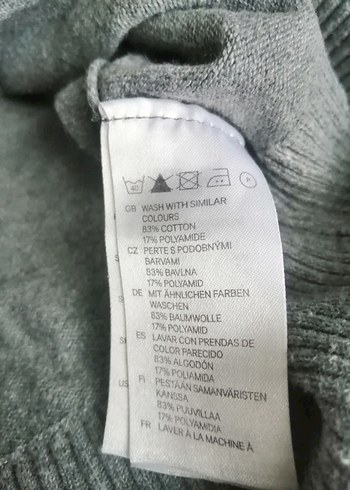 40
P
GB WASH WITH SIMILAR
COLOURS
83% COTTON
17% POLYAMIDE
CZ PERTE S PODOBNÝMI
BARVAMI
83% BAVLNA
17% POLYAMID
DE MIT ÄHNLICHEN FARBEN
WASCHEN
83% BAUMWOLLE
17% POLYAMID
ES LAVAR CON PRENDAS DE
COLOR PARECIDO
83% ALGODÓN
17% POLIAMIDA
FI PESTÄÄN SAMANVÄRISTEN
KANSSA
83% PUUVILLAA
17% POLYAMIDIA
FR LAVER À LA MACHINE À
US